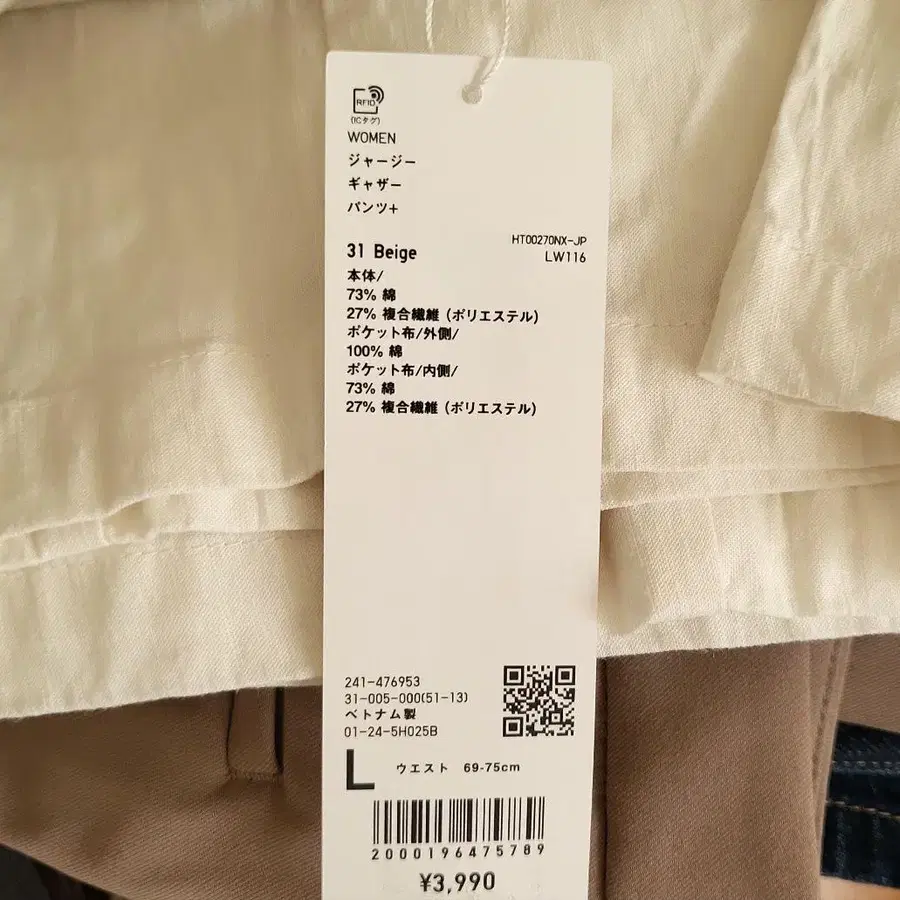 RFID
(ICタグ)
WOMEN
ジャージー
ギャザー
パンツ+
31 Beige
HT00270NX-JP
LW116
本体/
73% 綿
27% 複合繊維 (ポリエステル)
ポケット布/外側/
100% 綿
ポケット布/内側/
73% 綿
27% 複合繊維 (ポリエステル)
241-476953
31-005-000(51-13)
ベトナム製
01-24-5H025B
L ウエスト 69-75cm
2000196475789
¥3,990